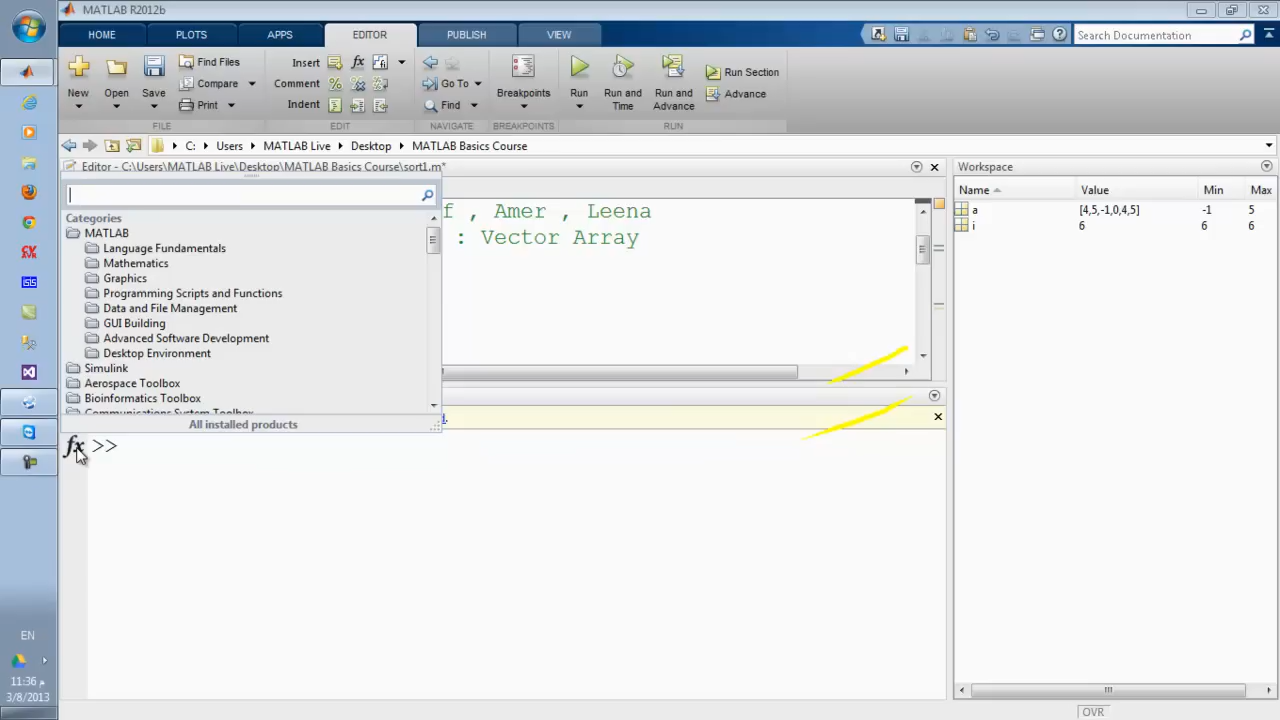 MATLAB R2012b
HOME PLOTS APPS EDITOR PUBLISH VIEW
Search Documentation
New Open Save Find Files Compare Print
Insert fx Comment Indent
Go To Find
Breakpoints
Run Run and Time Run and Advance Run Section Advance
FILE EDIT NAVIGATE BREAKPOINTS RUN
C: Users MATLAB Live Desktop MATLAB Basics Course
Editor - C:\Users\MATLAB Live\Desktop\MATLAB Basics Course\sort1.m*
f , Amer , Leena
: Vector Array
Categories
MATLAB
Language Fundamentals
Mathematics
Graphics
Programming Scripts and Functions
Data and File Management
GUI Building
Advanced Software Development
Desktop Environment
Simulink
Aerospace Toolbox
Bioinformatics Toolbox
Communications System Toolbox
All installed products
fx >>
Workspace
Name Value Min Max
a [4,5,-1,0,4,5] -1 5
i 6 6 6
EN
11:36 م
3/8/2013
OVR